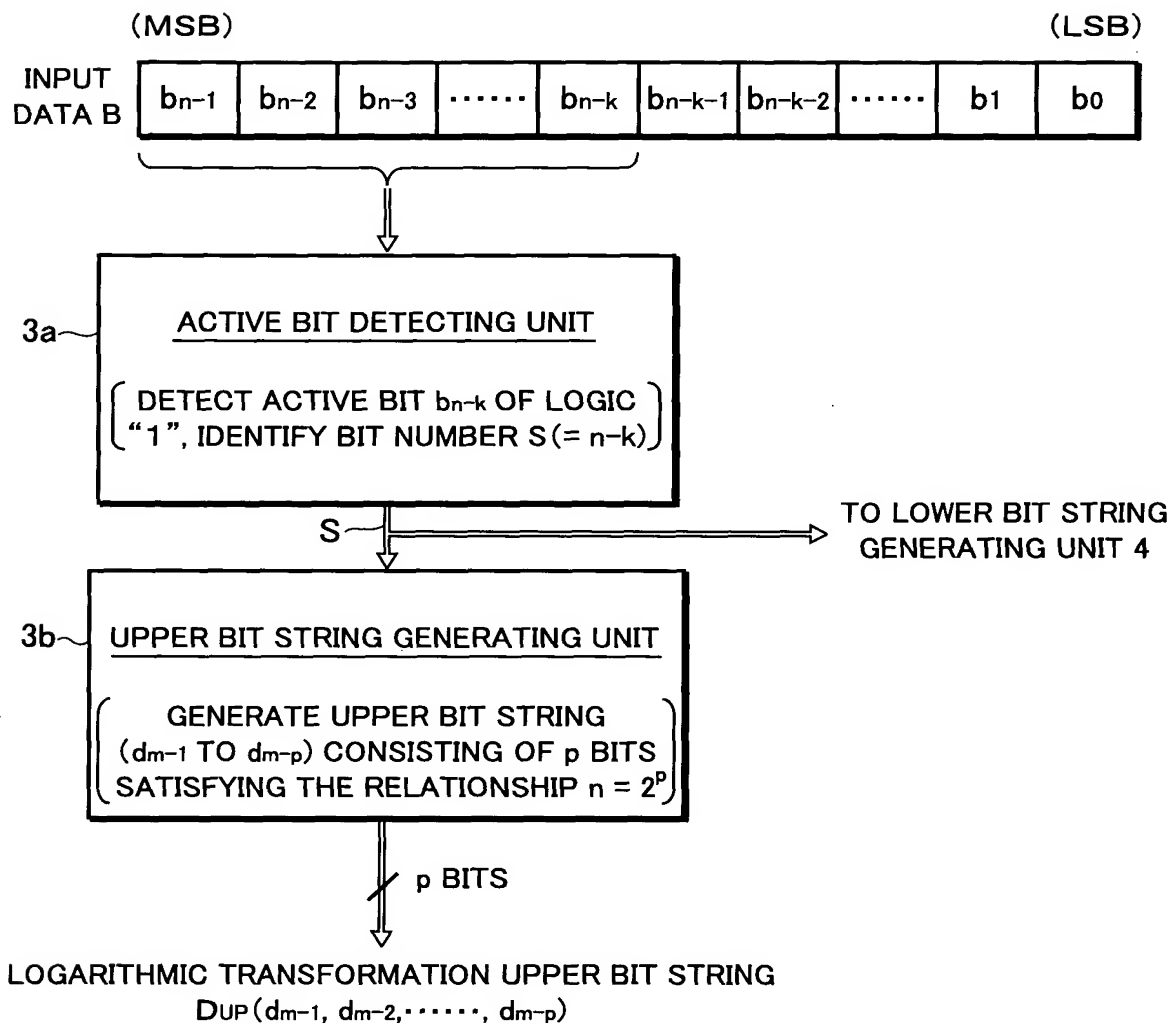 (MSB) (LSB)
INPUT DATA B
bn-1 bn-2 bn-3 ······ bn-k bn-k-1 bn-k-2 ······ b1 b0
3a
ACTIVE BIT DETECTING UNIT
DETECT ACTIVE BIT bn-k OF LOGIC
“1”, IDENTIFY BIT NUMBER S (= n-k)
S
TO LOWER BIT STRING
GENERATING UNIT 4
3b
UPPER BIT STRING GENERATING UNIT
GENERATE UPPER BIT STRING
(dm-1 TO dm-p) CONSISTING OF p BITS
SATISFYING THE RELATIONSHIP n = 2^p
p BITS
LOGARITHMIC TRANSFORMATION UPPER BIT STRING
DUP(dm-1, dm-2,······, dm-p)